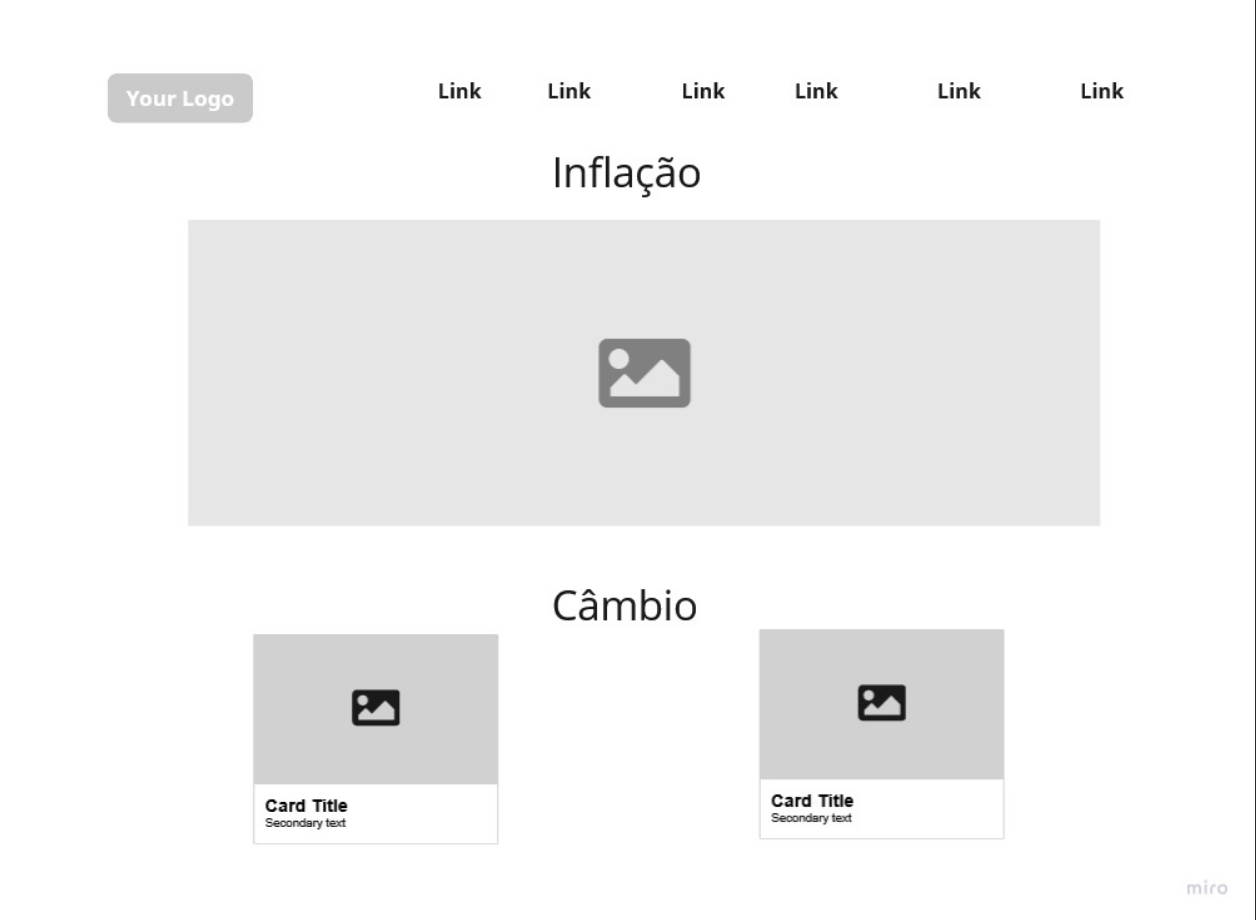 Your Logo
Link Link Link Link Link Link
Inflação
Câmbio
Card Title
Secondary text
Card Title
Secondary text
miro